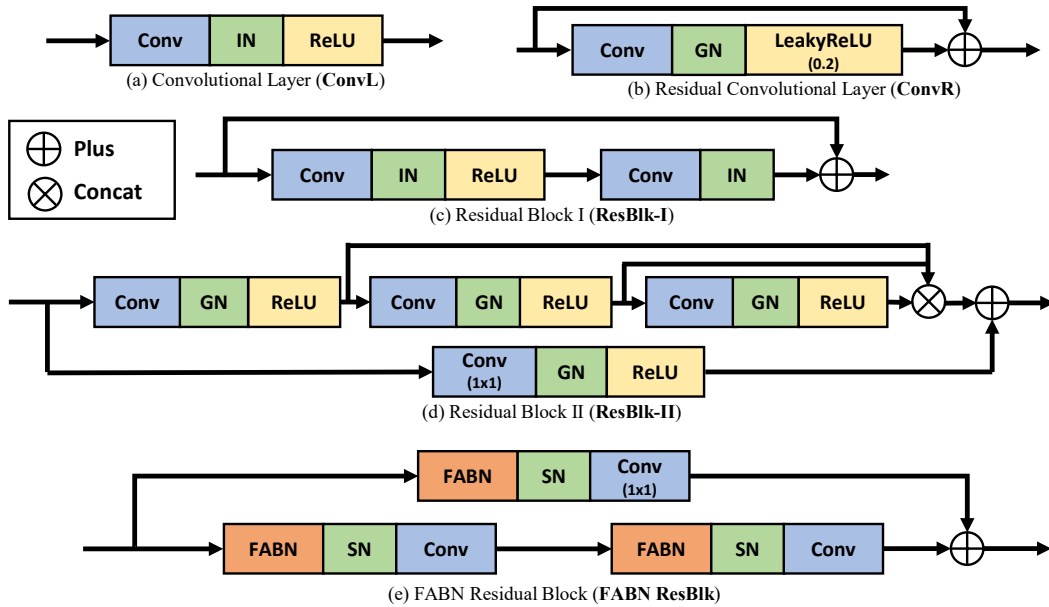 Conv IN ReLU
(a) Convolutional Layer (ConvL)
Conv GN LeakyReLU
(0.2)
(b) Residual Convolutional Layer (ConvR)
Plus
Concat
Conv IN ReLU Conv IN
(c) Residual Block I (ResBlk-I)
Conv GN ReLU Conv GN ReLU Conv GN ReLU
Conv GN ReLU
(1x1)
(d) Residual Block II (ResBlk-II)
FABN SN Conv
(1x1)
FABN SN Conv FABN SN Conv
(e) FABN Residual Block (FABN ResBlk)